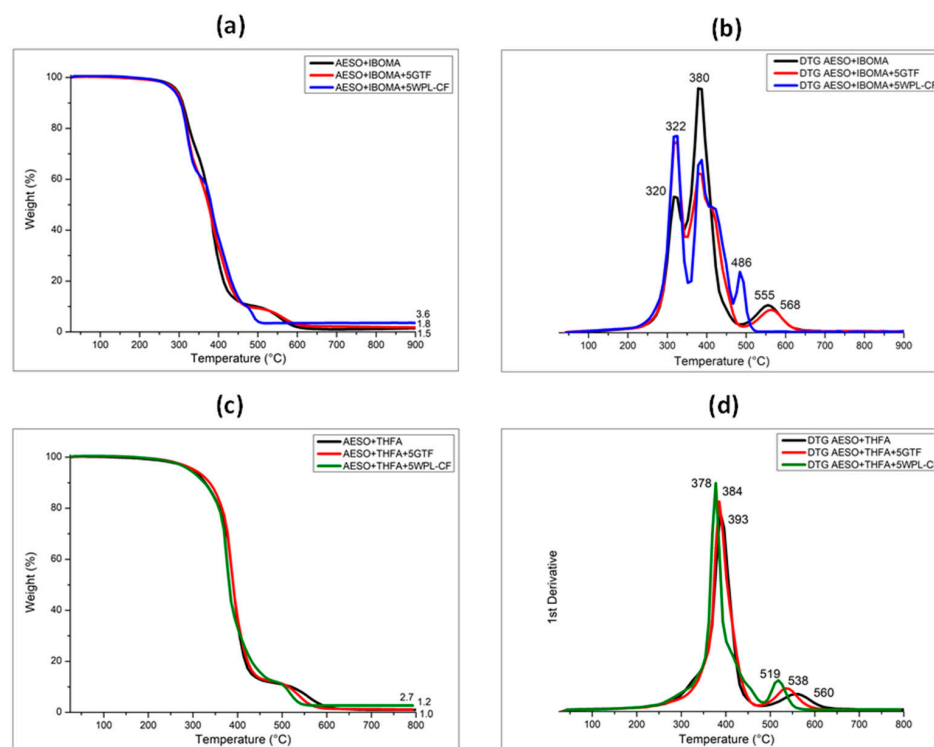 (a)
AESO+IBOMA
AESO+IBOMA+5GTF
AESO+IBOMA+5WPL-CF
Weight (%)
100
80
60
40
20
0
3.6
1.8
1.5
100 200 300 400 500 600 700 800 900
Temperature (°C)
(b)
DTG AESO+IBOMA
DTG AESO+IBOMA+5GTF
DTG AESO+IBOMA+5WPL-CF
380
322
320
486
555
568
100 200 300 400 500 600 700 800 900
Temperature (°C)
(c)
AESO+THFA
AESO+THFA+5GTF
AESO+THFA+5WPL-CF
Weight (%)
100
80
60
40
20
0
2.7
1.2
1.0
100 200 300 400 500 600 700 800
Temperature (°C)
(d)
DTG AESO+THFA
DTG AESO+THFA+5GTF
DTG AESO+THFA+5WPL-CF
1st Derivative
378
384
393
519
538
560
100 200 300 400 500 600 700 800
Temperature (°C)